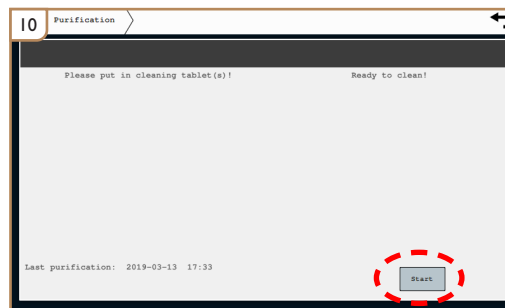 10
Purification
Please put in cleaning tablet(s)!
Ready to clean!
Last purification: 2019-03-13 17:33
Start